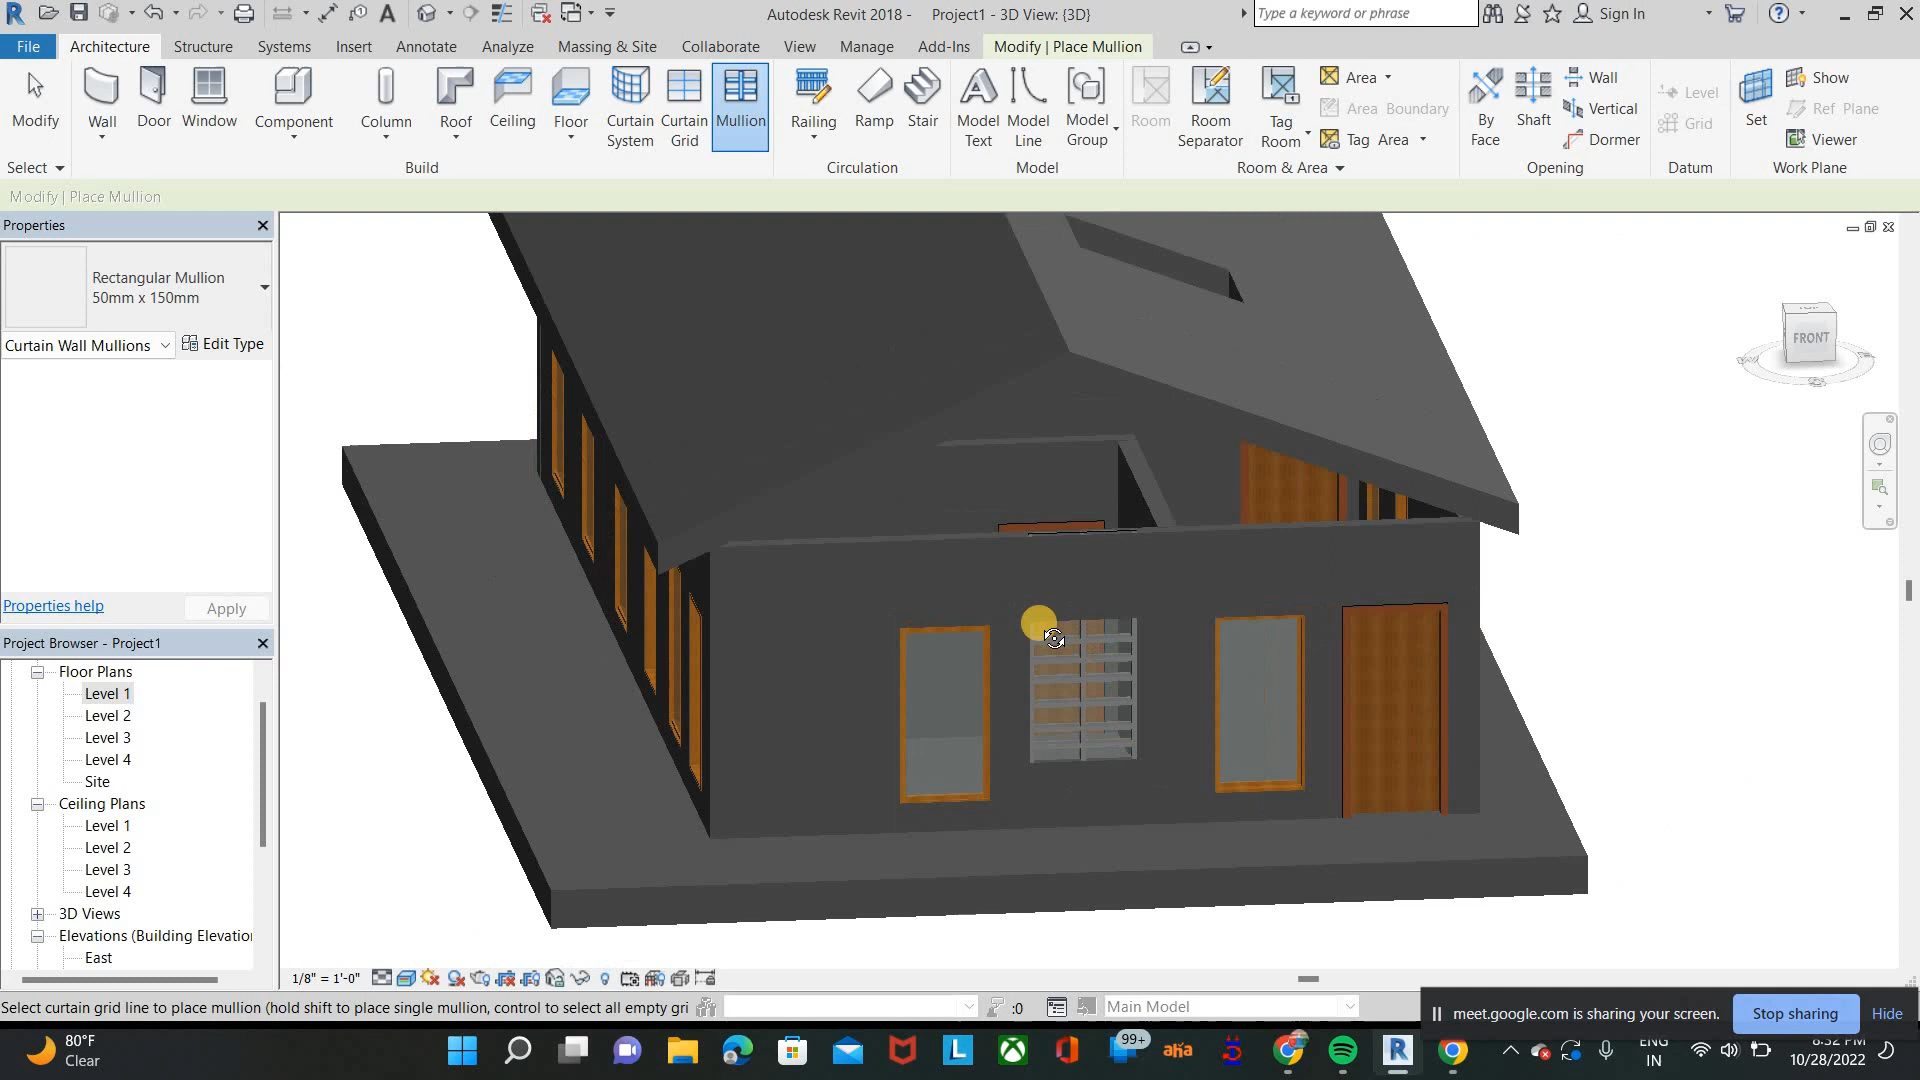 Autodesk Revit 2018 - Project1 - 3D View: {3D}
Type a keyword or phrase
Sign In
File Architecture Structure Systems Insert Annotate Analyze Massing & Site Collaborate View Manage Add-Ins Modify | Place Mullion
Modify
Wall
Door
Window
Component
Column
Roof
Ceiling
Floor
Curtain System
Curtain Grid
Mullion
Railing
Ramp
Stair
Model Text
Model Line
Model Group
Room
Room Separator
Tag Room
Area
Area Boundary
Tag Area
By Face
Shaft
Wall
Vertical
Dormer
Level
Grid
Set
Show
Ref Plane
Viewer
Select Build Circulation Model Room & Area Opening Datum Work Plane
Modify | Place Mullion
Properties
Rectangular Mullion
50mm x 150mm
Curtain Wall Mullions
Edit Type
Properties help
Apply
Project Browser - Project1
Floor Plans
Level 1
Level 2
Level 3
Level 4
Site
Ceiling Plans
Level 1
Level 2
Level 3
Level 4
3D Views
Elevations (Building Elevatio
East
TOP
FRONT
1/8" = 1'-0"
Select curtain grid line to place mullion (hold shift to place single mullion, control to select all empty gri
:0
Main Model
meet.google.com is sharing your screen.
Stop sharing
Hide
80°F
Clear
99+
aha
ENG
IN
8:32 PM
10/28/2022